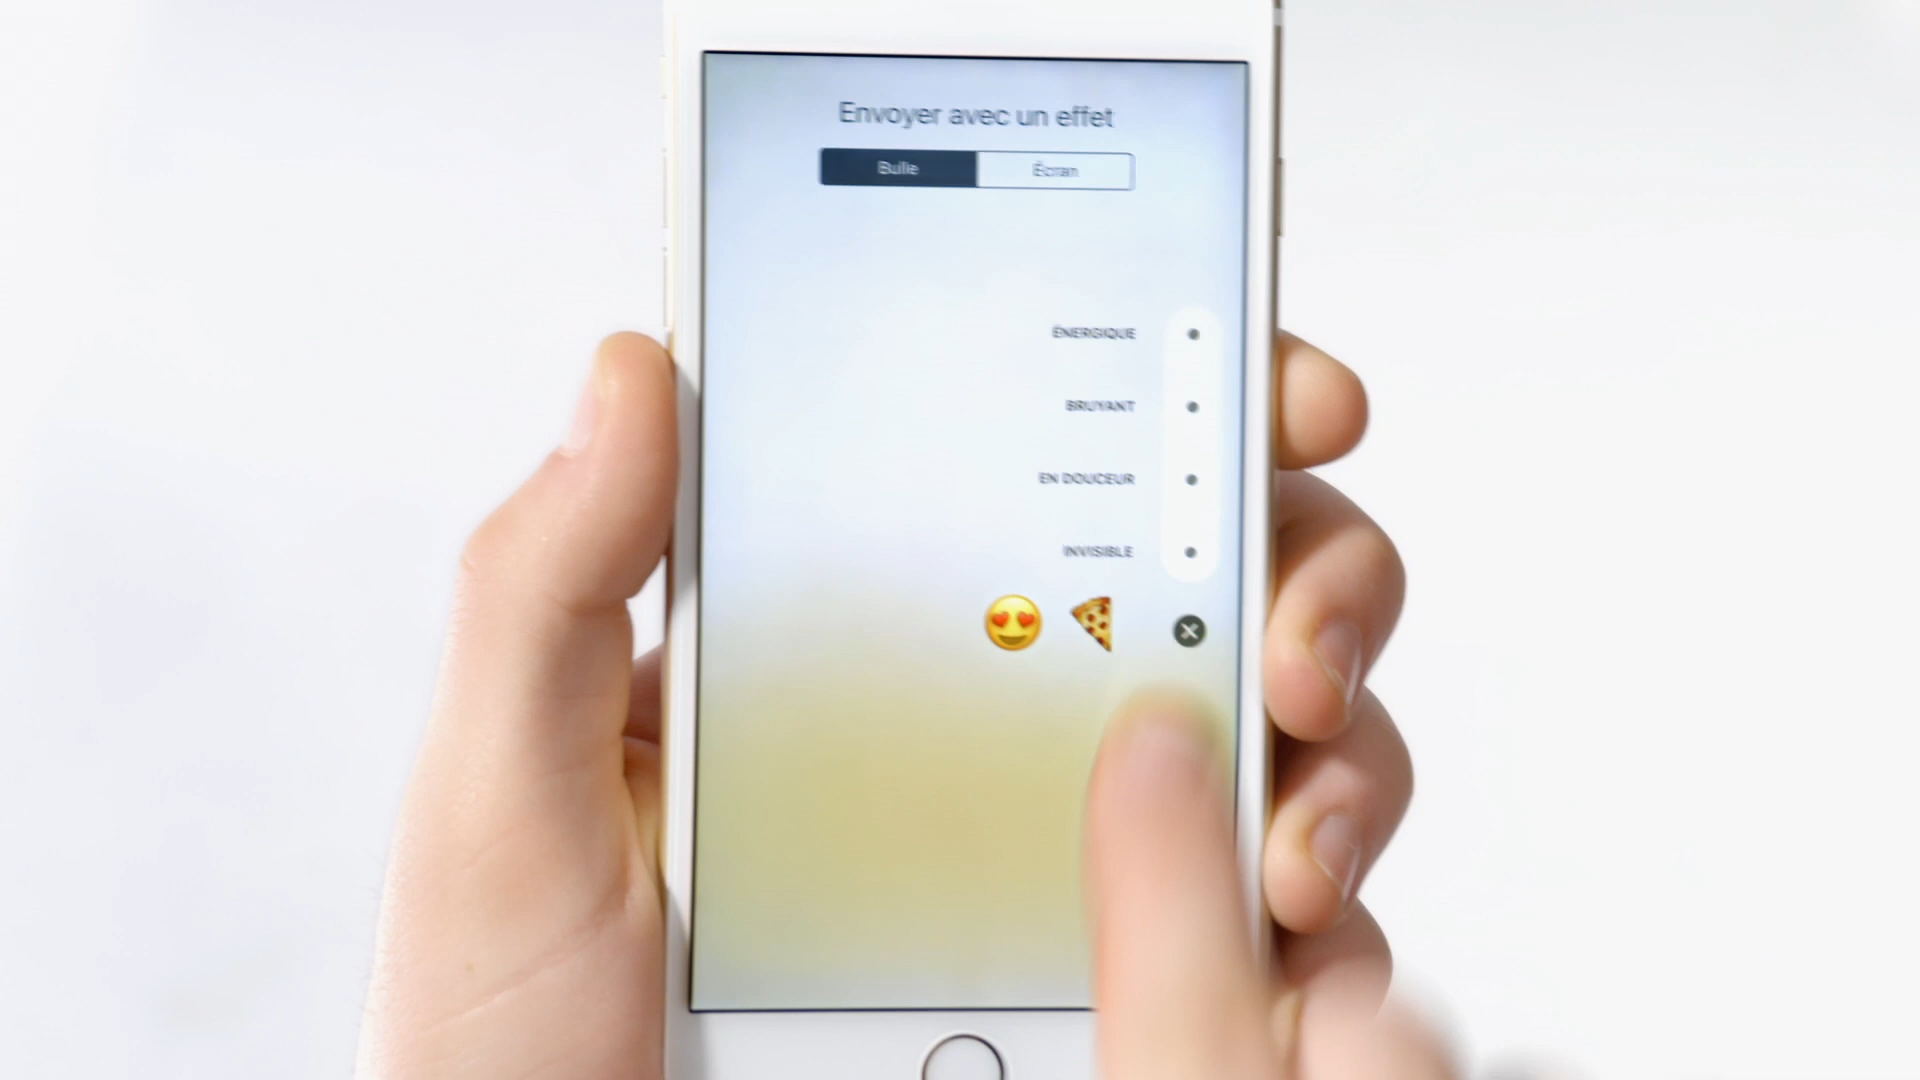 Envoyer avec un effet
Bulle
Écran
ÉNERGIQUE
BRUYANT
EN DOUCEUR
INVISIBLE